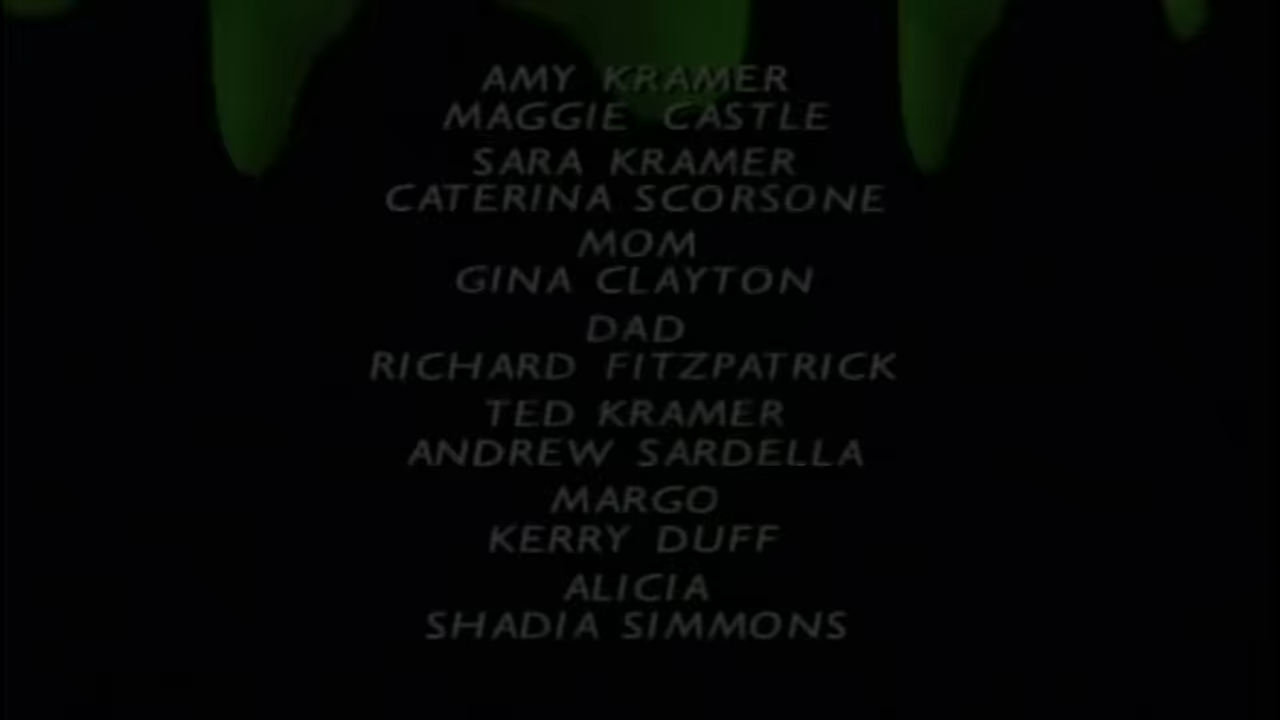 AMY KRAMER
MAGGIE CASTLE
SARA KRAMER
CATERINA SCORSONE
MOM
GINA CLAYTON
DAD
RICHARD FITZPATRICK
TED KRAMER
ANDREW SARDELLA
MARGO
KERRY DUFF
ALICIA
SHADIA SIMMONS